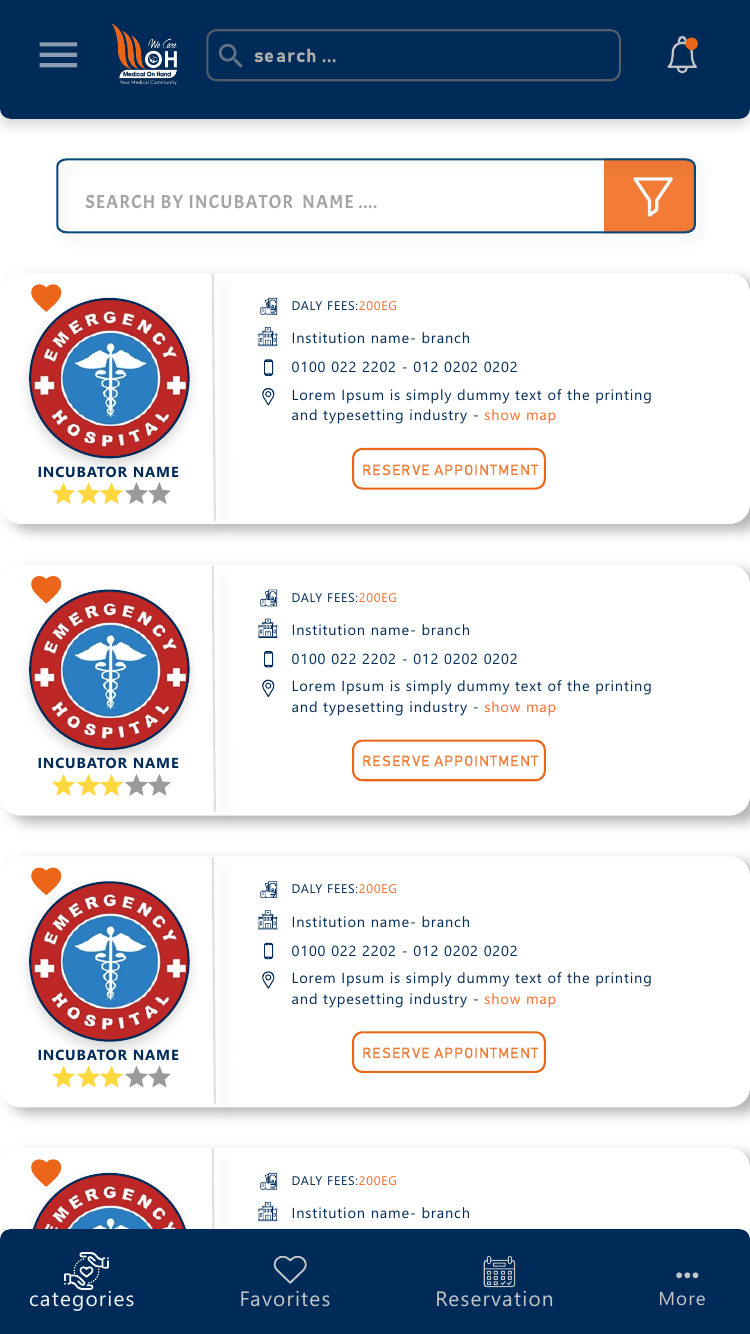 We Care
OH
Medical On Hand
Your Medical Community
search ...
SEARCH BY INCUBATOR NAME ....
EMERGENCY
HOSPITAL
INCUBATOR NAME
DALY FEES:200EG
Institution name- branch
0100 022 2202 - 012 0202 0202
Lorem Ipsum is simply dummy text of the printing
and typesetting industry - show map
RESERVE APPOINTMENT
EMERGENCY
HOSPITAL
INCUBATOR NAME
DALY FEES:200EG
Institution name- branch
0100 022 2202 - 012 0202 0202
Lorem Ipsum is simply dummy text of the printing
and typesetting industry - show map
RESERVE APPOINTMENT
EMERGENCY
HOSPITAL
INCUBATOR NAME
DALY FEES:200EG
Institution name- branch
0100 022 2202 - 012 0202 0202
Lorem Ipsum is simply dummy text of the printing
and typesetting industry - show map
RESERVE APPOINTMENT
EMERGENCY
DALY FEES:200EG
Institution name- branch
categories
Favorites
Reservation
More